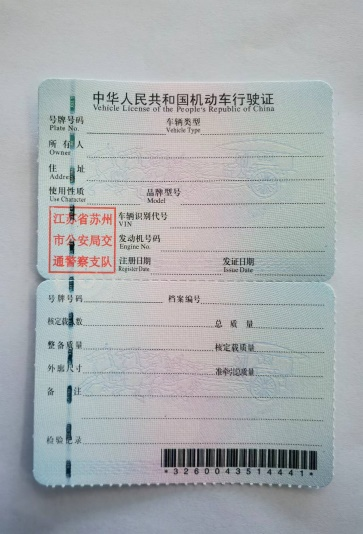 中华人民共和国机动车行驶证
Vehicle License of the People's Republic of China
号牌号码 车辆类型
Plate No. Vehicle Type
所有人
Owner
住址
Address
使用性质 品牌型号
Use Character Model
江苏省苏州
市公安局交
通警察支队
车辆识别代号
VIN
发动机号码
Engine No.
注册日期 发证日期
Register Date Issue Date
号牌号码 档案编号
核定载人数 总质量
整备质量 核定载质量
外廓尺寸 准牵引总质量
备注
检验记录
*3260043514441*